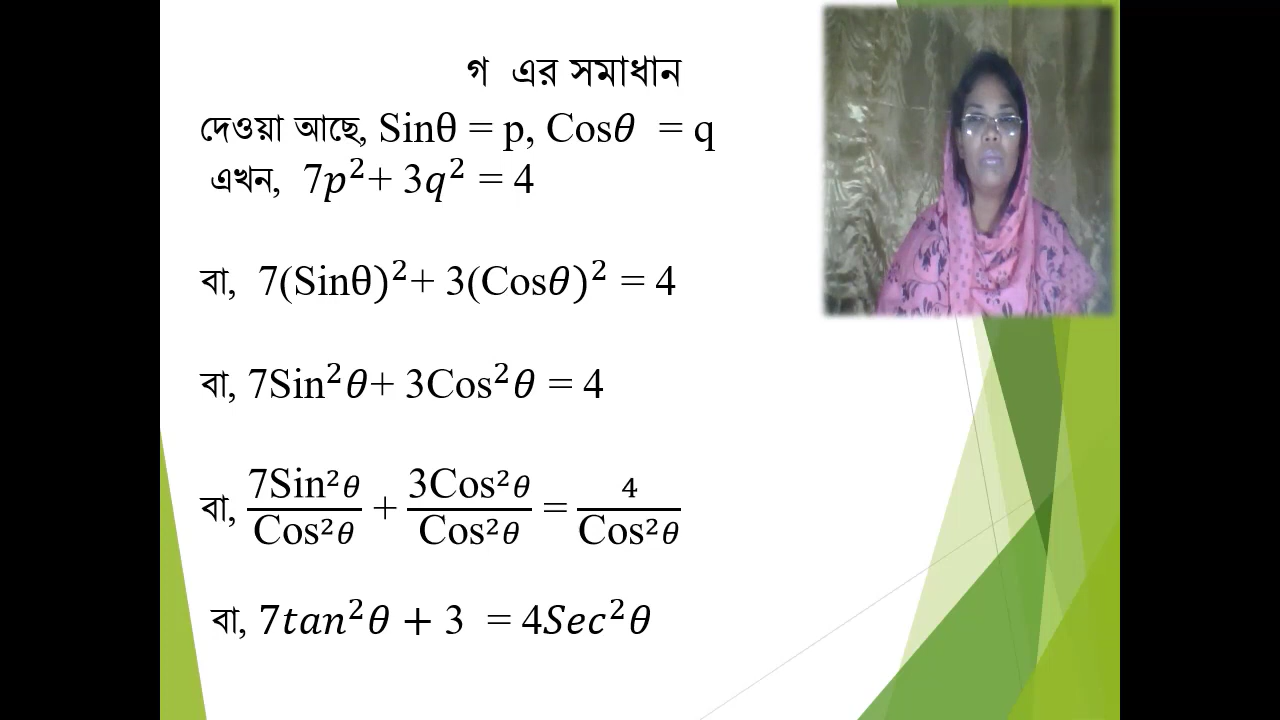 গ এর সমাধান
দেওয়া আছে, Sinθ = p, Cosθ = q
এখন, 7p²+ 3q² = 4
বা, 7(Sinθ)²+ 3(Cosθ)² = 4
বা, 7Sin²θ+ 3Cos²θ = 4
বা, 7Sin²θ/Cos²θ + 3Cos²θ/Cos²θ = 4/Cos²θ
বা, 7tan²θ + 3 = 4Sec²θ